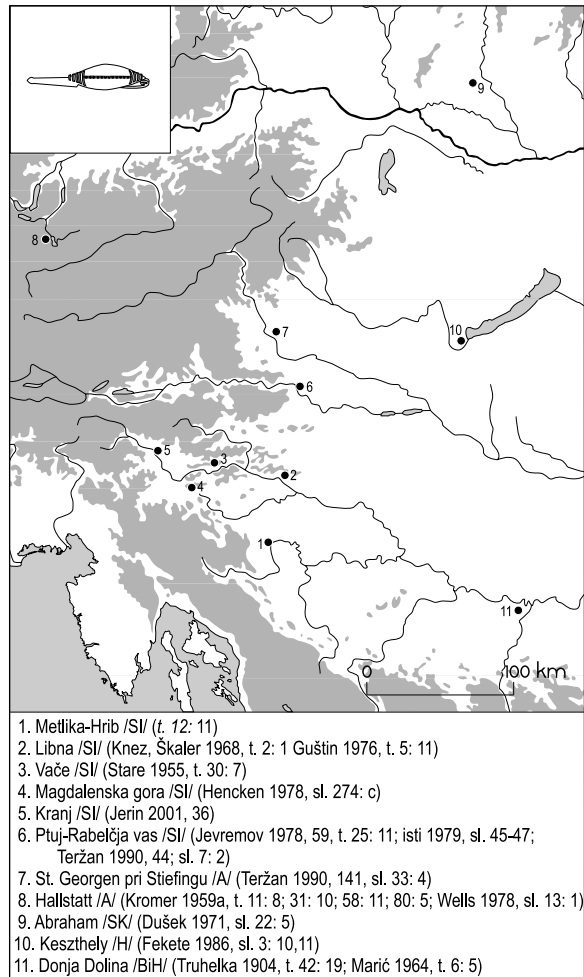 9
8
7
10
6
5
3
4
2
1
11
0
100 km
1. Metlika-Hrib /SI/ (t. 12: 11)
2. Libna /SI/ (Knez, Škaler 1968, t. 2: 1 Guštin 1976, t. 5: 11)
3. Vače /SI/ (Stare 1955, t. 30: 7)
4. Magdalenska gora /SI/ (Hencken 1978, sl. 274: c)
5. Kranj /SI/ (Jerin 2001, 36)
6. Ptuj-Rabelčja vas /SI/ (Jevremov 1978, 59, t. 25: 11; isti 1979, sl. 45-47;
Teržan 1990, 44; sl. 7: 2)
7. St. Georgen pri Stiefingu /A/ (Teržan 1990, 141, sl. 33: 4)
8. Hallstatt /A/ (Kromer 1959a, t. 11: 8; 31: 10; 58: 11; 80: 5; Wells 1978, sl. 13: 1)
9. Abraham /SK/ (Dušek 1971, sl. 22: 5)
10. Keszthely /H/ (Fekete 1986, sl. 3: 10,11)
11. Donja Dolina /BiH/ (Truhelka 1904, t. 42: 19; Marić 1964, t. 6: 5)